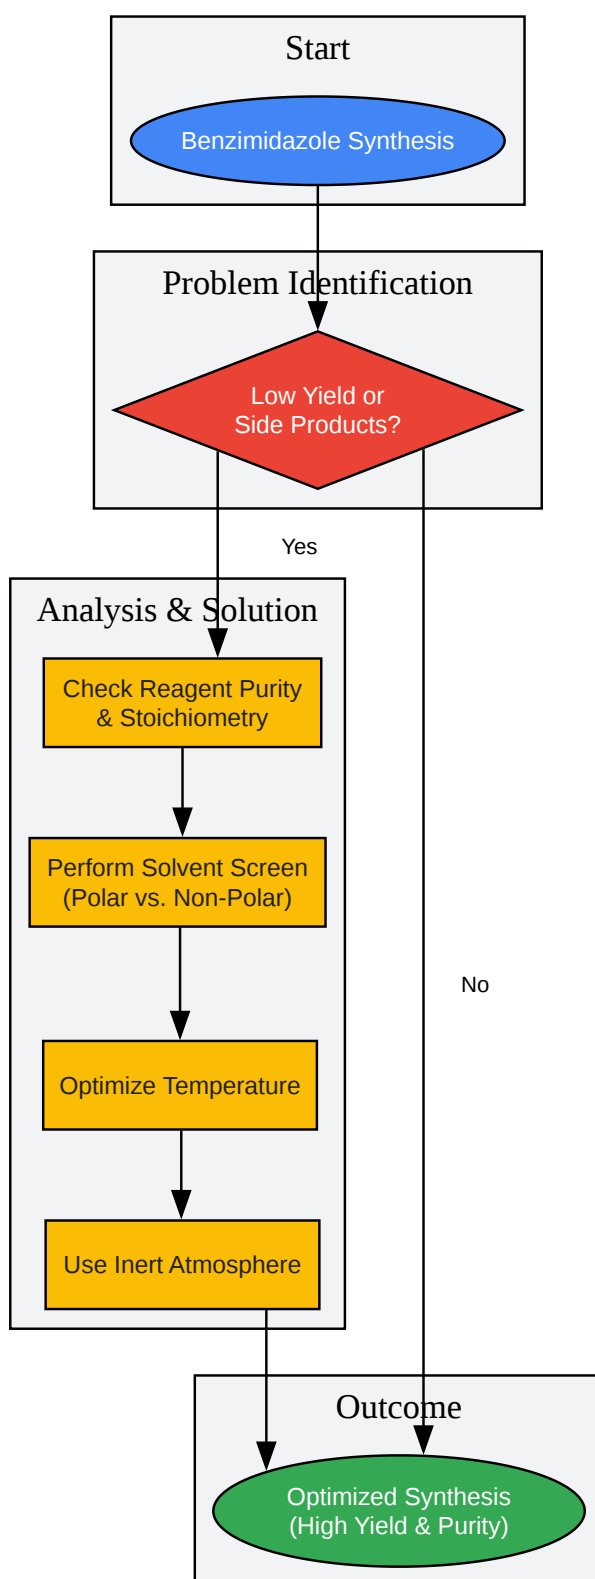 Start
Benzimidazole Synthesis
Problem Identification
Low Yield or
Side Products?
Yes
Analysis & Solution
Check Reagent Purity
& Stoichiometry
Perform Solvent Screen
(Polar vs. Non-Polar)
No
Optimize Temperature
Use Inert Atmosphere
Outcome
Optimized Synthesis
(High Yield & Purity)